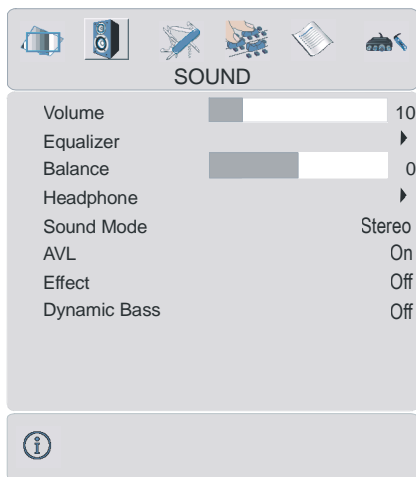 SOUND
Volume 10
Equalizer
Balance 0
Headphone
Sound Mode Stereo
AVL On
Effect Off
Dynamic Bass Off
i